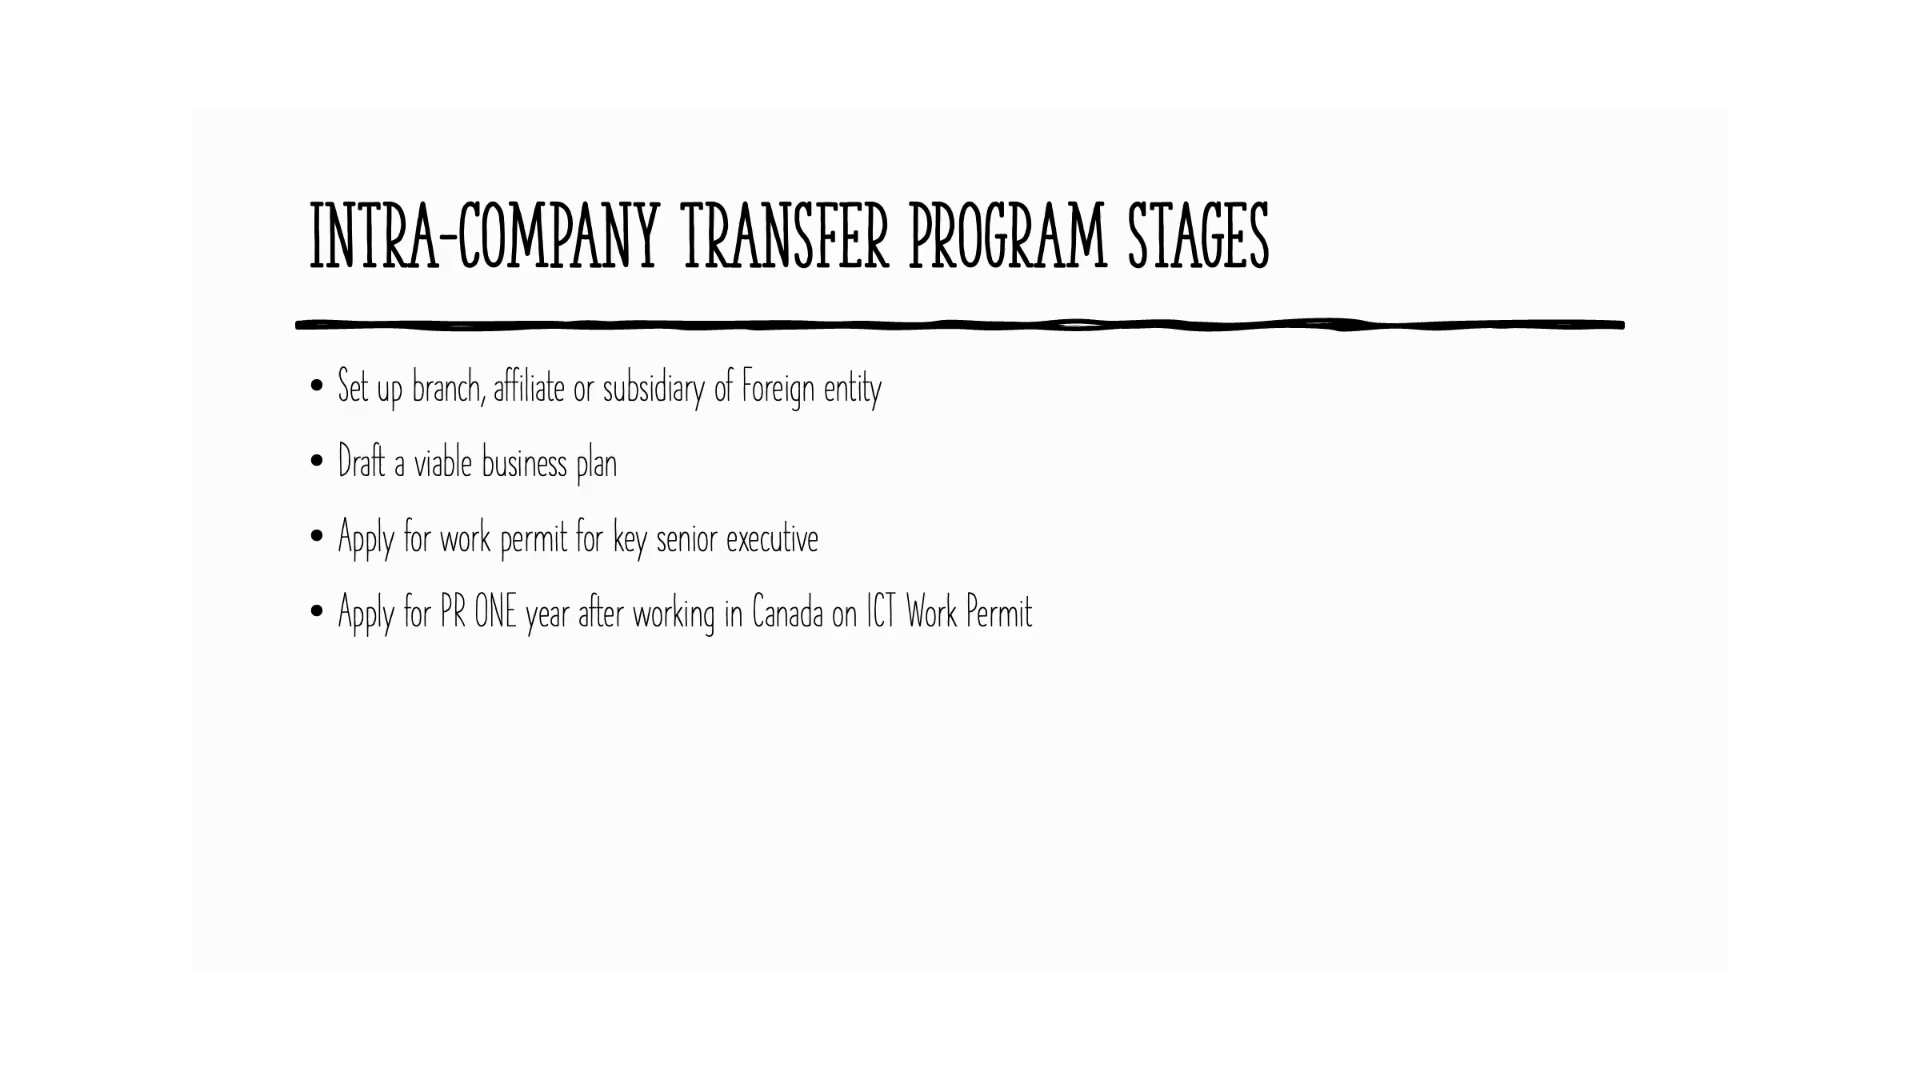 INTRA-COMPANY TRANSFER PROGRAM STAGES
• Set up branch, affiliate or subsidiary of Foreign entity
• Draft a viable business plan
• Apply for work permit for key senior executive
• Apply for PR ONE year after working in Canada on ICT Work Permit